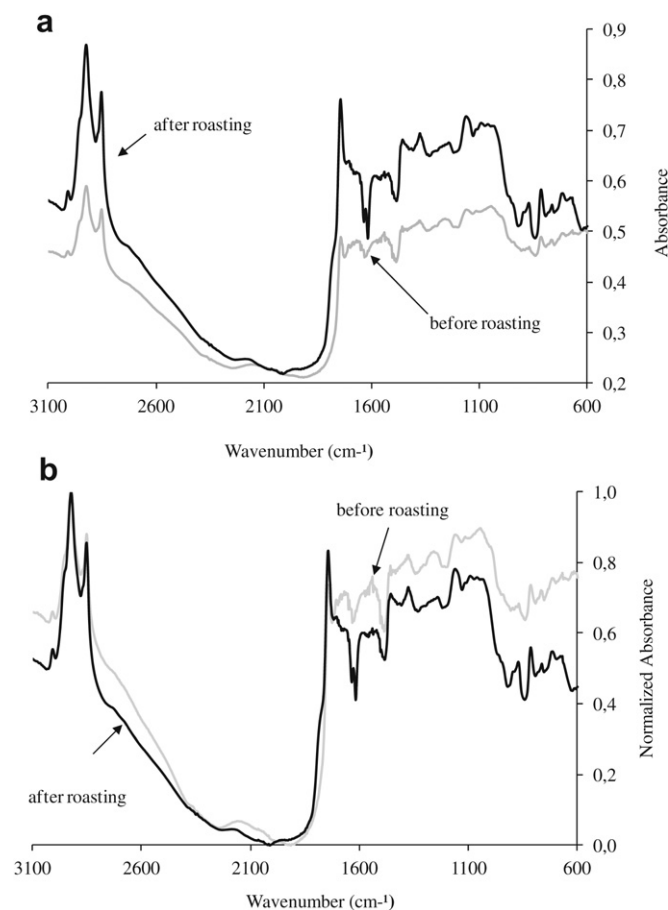 a
0,9
0,8
after roasting
0,7
0,6
0,5
Absorbance
0,4
before roasting
0,3
0,2
3100 2600 2100 1600 1100 600
Wavenumber (cm-¹)
b
1,0
before roasting
0,8
0,6
Normalized Absorbance
0,4
after roasting
0,2
0,0
3100 2600 2100 1600 1100 600
Wavenumber (cm-¹)